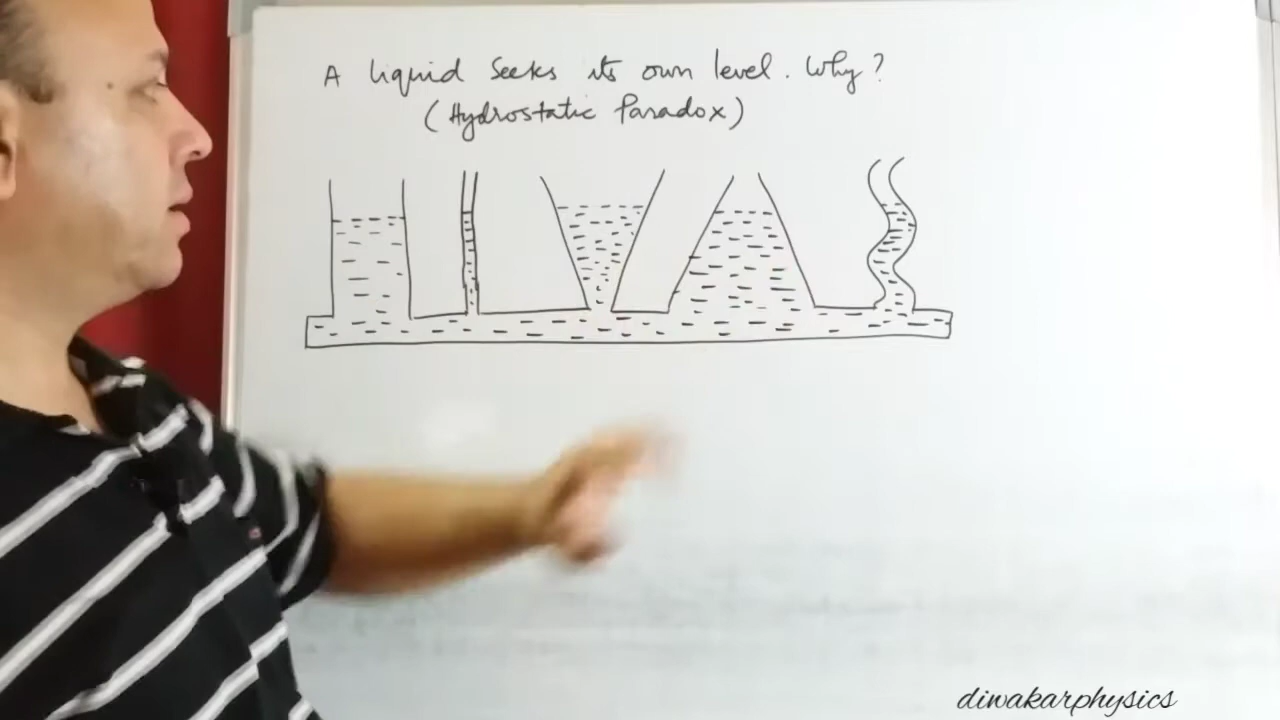 A liquid Seeks its own level. Why?
(Hydrostatic Paradox)
diwakarphysics